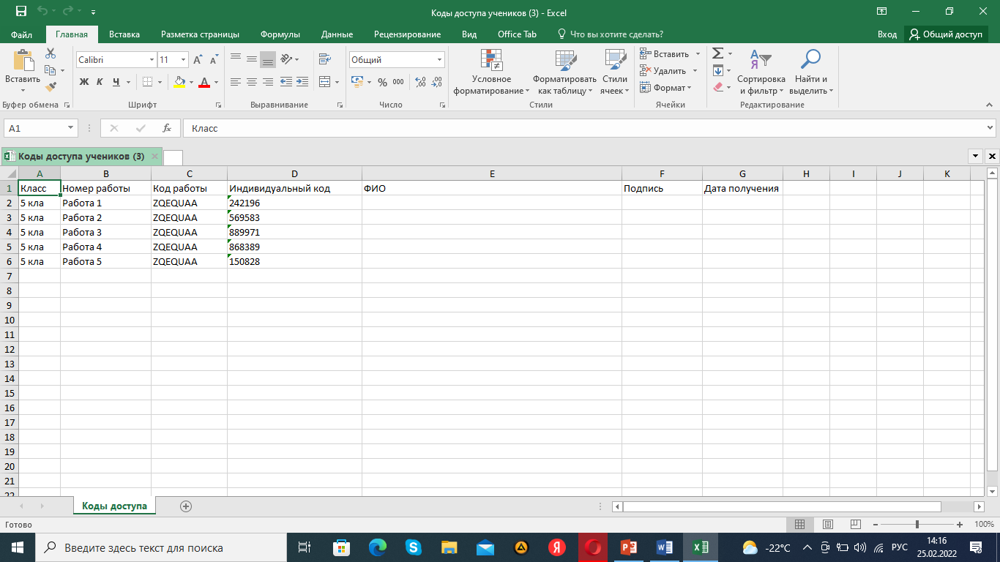 Коды доступа учеников (3) - Excel
Файл Главная Вставка Разметка страницы Формулы Данные Рецензирование Вид Office Tab Что вы хотите сделать? Вход Общий доступ
Вставить
Буфер обмена
Calibri 11
Ж К Ч А
Шрифт
Выравнивание
Общий
% 000
Число
Условное форматирование
Форматировать как таблицу
Стили ячеек
Стили
Вставить
Удалить
Формат
Ячейки
Сортировка и фильтр
Найти и выделить
Редактирование
A1 fx Класс
Коды доступа учеников (3)
A B C D E F G H I J K
1 Класс Номер работы Код работы Индивидуальный код ФИО Подпись Дата получения
2 5 кла Работа 1 ZQEQUAA 242196
3 5 кла Работа 2 ZQEQUAA 569583
4 5 кла Работа 3 ZQEQUAA 889971
5 5 кла Работа 4 ZQEQUAA 868389
6 5 кла Работа 5 ZQEQUAA 150828
7
8
9
10
11
12
13
14
15
16
17
18
19
20
21
22
Коды доступа
Готово 100%
Введите здесь текст для поиска
-22°C РУС 14:16
25.02.2022